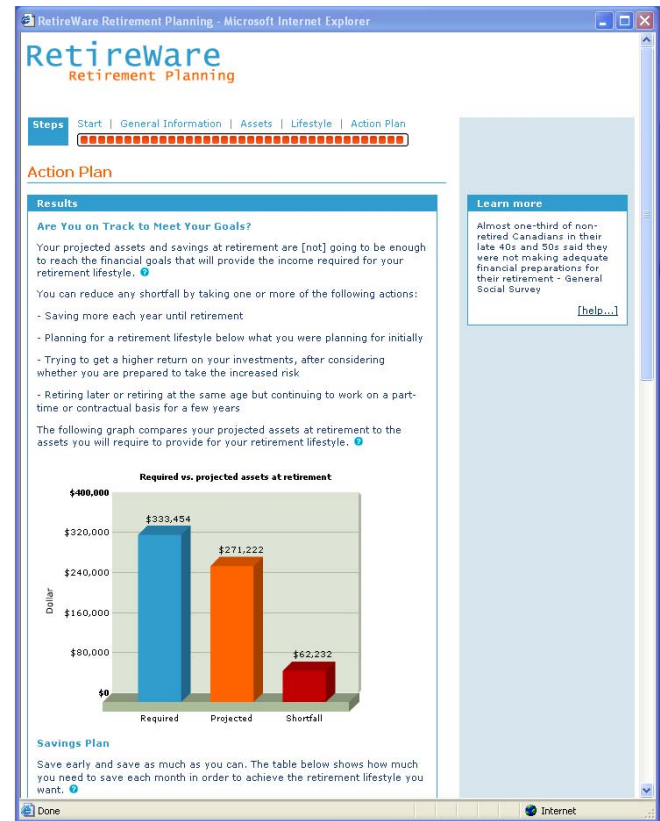 RetireWare Retirement Planning - Microsoft Internet Explorer
RetireWare
Retirement Planning
Steps
Start | General Information | Assets | Lifestyle | Action Plan
Action Plan
Results
Are You on Track to Meet Your Goals?
Your projected assets and savings at retirement are [not] going to be enough
to reach the financial goals that will provide the income required for your
retirement lifestyle. ?
You can reduce any shortfall by taking one or more of the following actions:
- Saving more each year until retirement
- Planning for a retirement lifestyle below what you were planning for initially
- Trying to get a higher return on your investments, after considering
whether you are prepared to take the increased risk
- Retiring later or retiring at the same age but continuing to work on a part-
time or contractual basis for a few years
The following graph compares your projected assets at retirement to the
assets you will require to provide for your retirement lifestyle. ?
Required vs. projected assets at retirement
$400,000
$320,000
$240,000
$160,000
$80,000
$0
Dollar
$333,454
$271,222
$62,232
Required
Projected
Shortfall
Savings Plan
Save early and save as much as you can. The table below shows how much
you need to save each month in order to achieve the retirement lifestyle you
want. ?
Learn more
Almost one-third of non-
retired Canadians in their
late 40s and 50s said they
were not making adequate
financial preparations for
their retirement - General
Social Survey
[help...]
Done
Internet